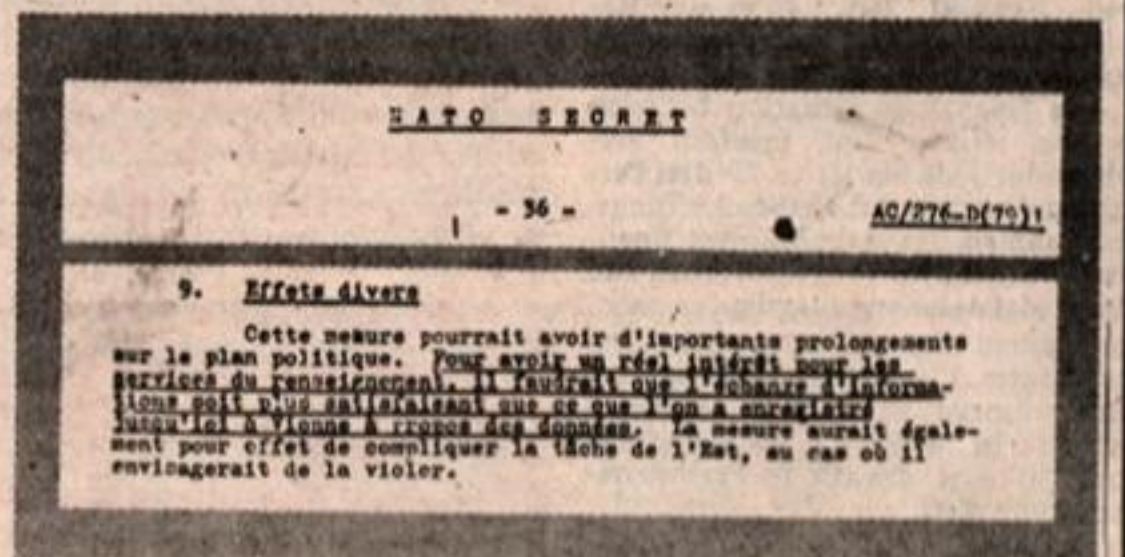 NATO SECRET
- 36 -
AC/276-D(79)1
9. Effets divers
Cette mesure pourrait avoir d'importants prolongements
sur le plan politique. Pour avoir un réel intérêt pour les
services du renseignement, il faudrait que l'échange d'informa-
tions soit plus satisfaisant que ce que l'on a enregistré
jusqu'ici à Vienne à propos des données. La mesure aurait égale-
ment pour effet de compliquer la tâche de l'Est, au cas où il
envisagerait de la violer.